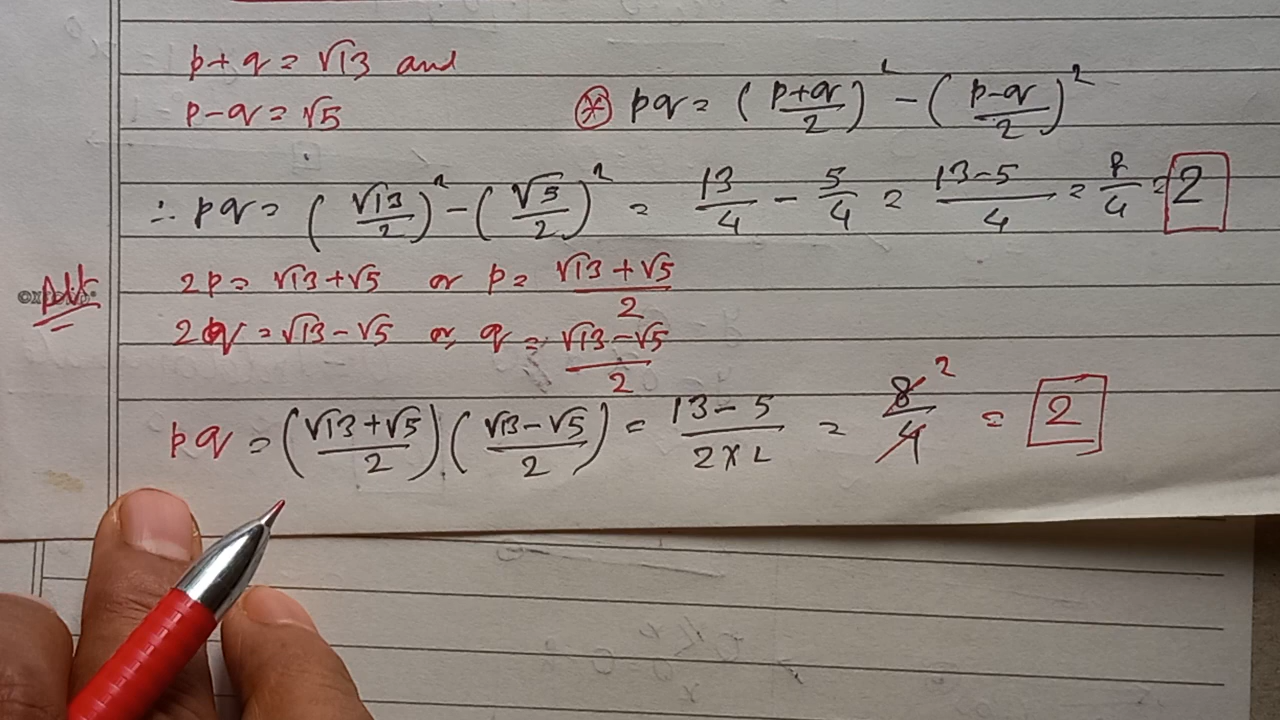 p+q = √13 and
p-q = √5
⊛ pq = (p+q/2)² - (p-q/2)²
∴ pq = (√13/2)² - (√5/2)² = 13/4 - 5/4 = 13-5/4 = 8/4 = 2
2p = √13+√5 or p = √13+√5/2
2q = √13-√5 or, q = √13-√5/2
pq = (√13+√5/2)(√13-√5/2) = 13-5/2×2 = 8/4 2 = 2